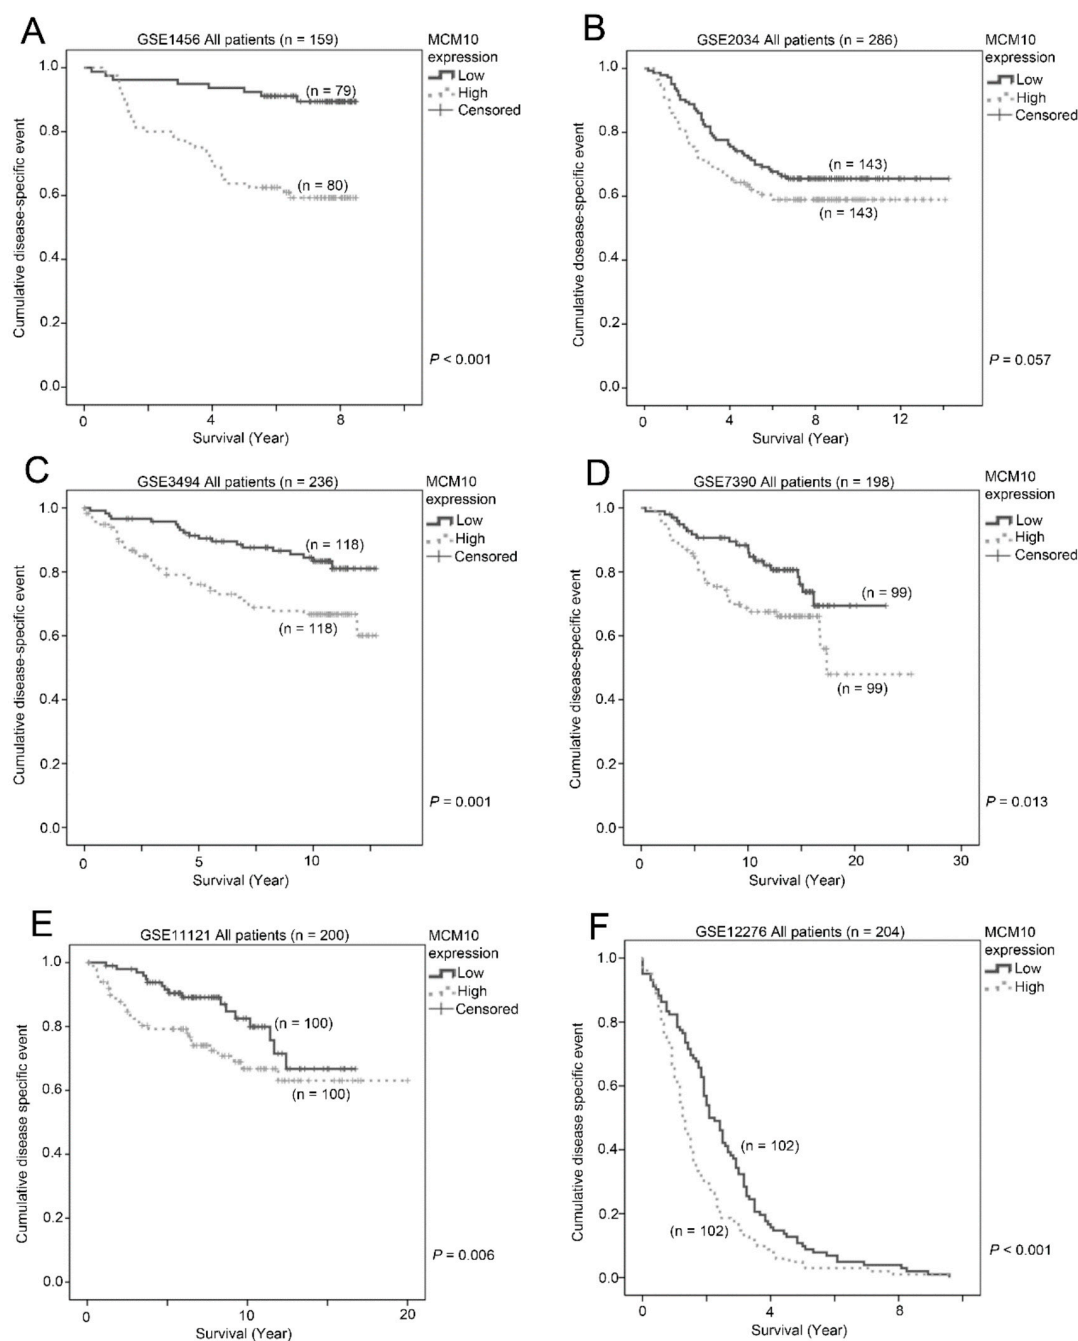 A
GSE1456 All patients (n = 159)
MCM10
expression
Low
High
Censored
(n = 79)
(n = 80)
Cumulative disease-specific event
1.0
0.8
0.6
0.4
0.2
0.0
0 4 8
Survival (Year)
P < 0.001
B
GSE2034 All patients (n = 286)
MCM10
expression
Low
High
Censored
(n = 143)
(n = 143)
Cumulative dosease-specific event
1.0
0.8
0.6
0.4
0.2
0.0
0 4 8 12
Survival (Year)
P = 0.057
C
GSE3494 All patients (n = 236)
MCM10
expression
Low
High
Censored
(n = 118)
(n = 118)
Cumulative disease-specific event
1.0
0.8
0.6
0.4
0.2
0.0
0 5 10
Survival (Year)
P = 0.001
D
GSE7390 All patients (n = 198)
MCM10
expression
Low
High
Censored
(n = 99)
(n = 99)
Cumulative disease-specific event
1.0
0.8
0.6
0.4
0.2
0.0
0 10 20 30
Survival (Year)
P = 0.013
E
GSE11121 All patients (n = 200)
MCM10
expression
Low
High
Censored
(n = 100)
(n = 100)
Cumulative disease specific event
1.0
0.8
0.6
0.4
0.2
0.0
0 10 20
Survival (Year)
P = 0.006
F
GSE12276 All patients (n = 204)
MCM10
expression
Low
High
(n = 102)
(n = 102)
Cumulative disease specific event
1.0
0.8
0.6
0.4
0.2
0.0
0 2 4 8
Survival (Year)
P < 0.001